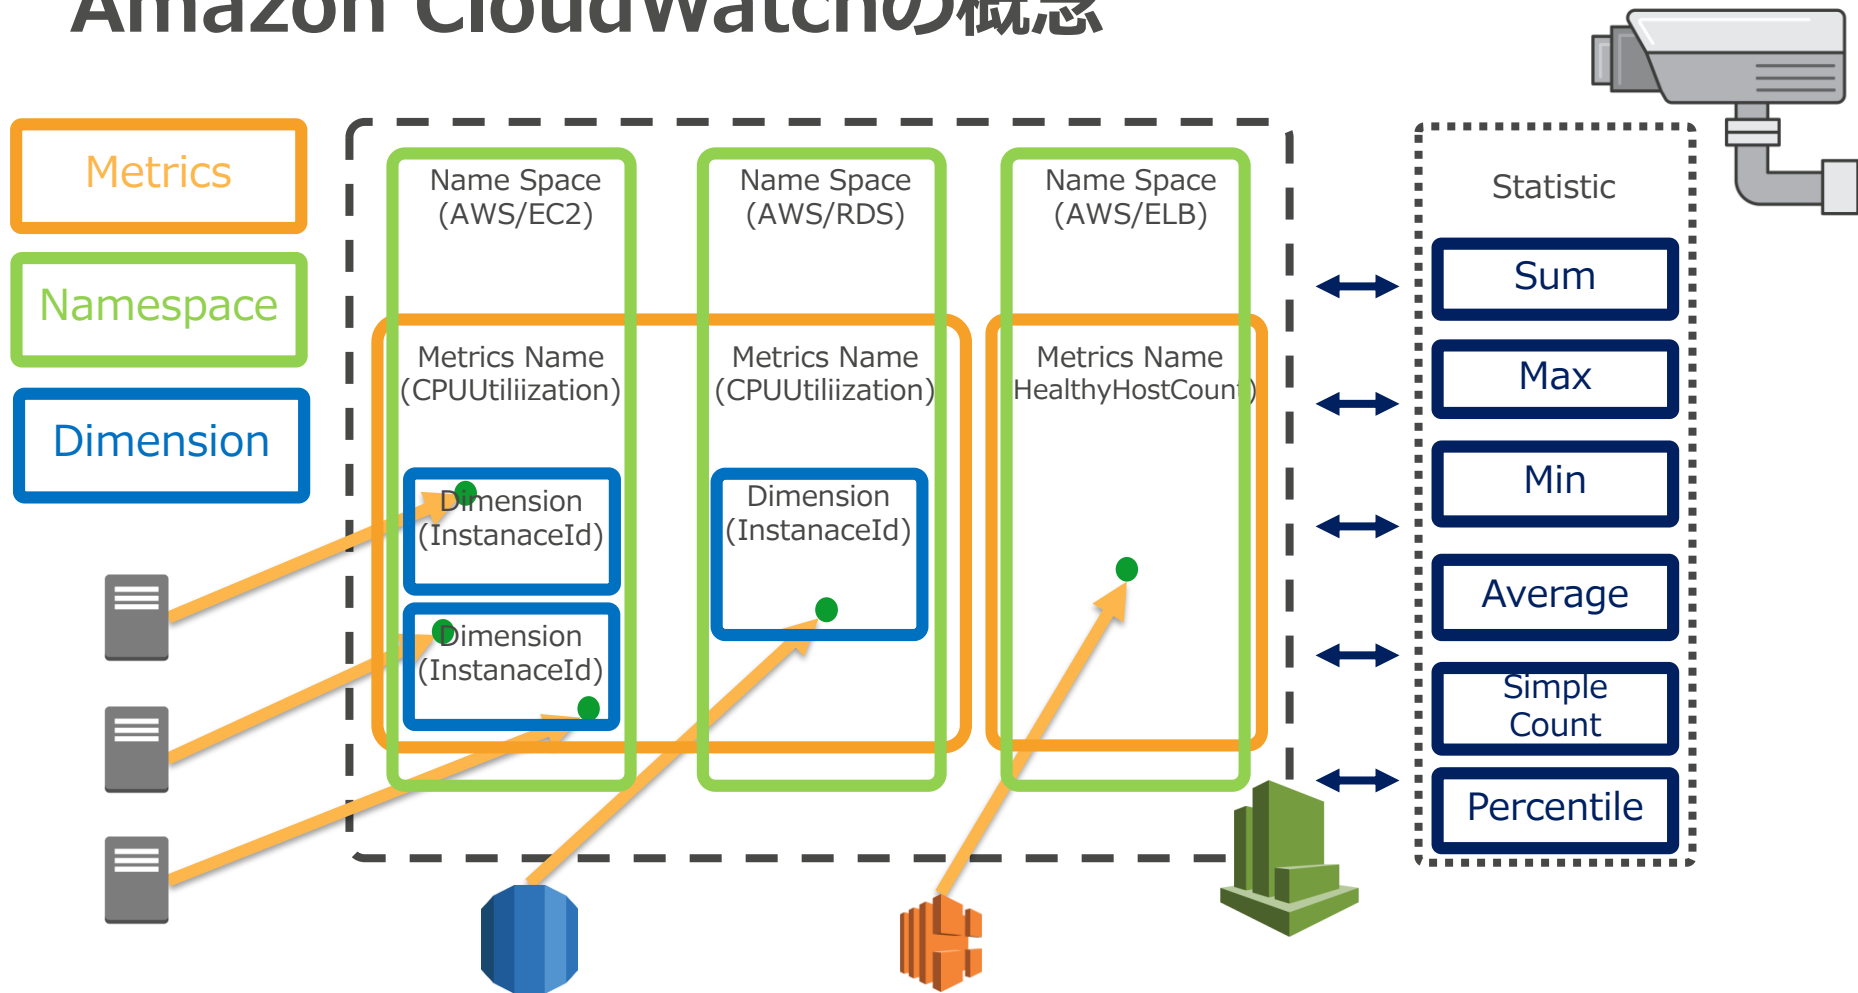 Amazon CloudWatchの概念
Metrics
Namespace
Dimension
Name Space
(AWS/EC2)
Metrics Name
(CPUUtiliization)
Dimension
(InstanaceId)
Dimension
(InstanaceId)
Name Space
(AWS/RDS)
Metrics Name
(CPUUtiliization)
Dimension
(InstanaceId)
Name Space
(AWS/ELB)
Metrics Name
HealthyHostCount)
Statistic
Sum
Max
Min
Average
Simple
Count
Percentile